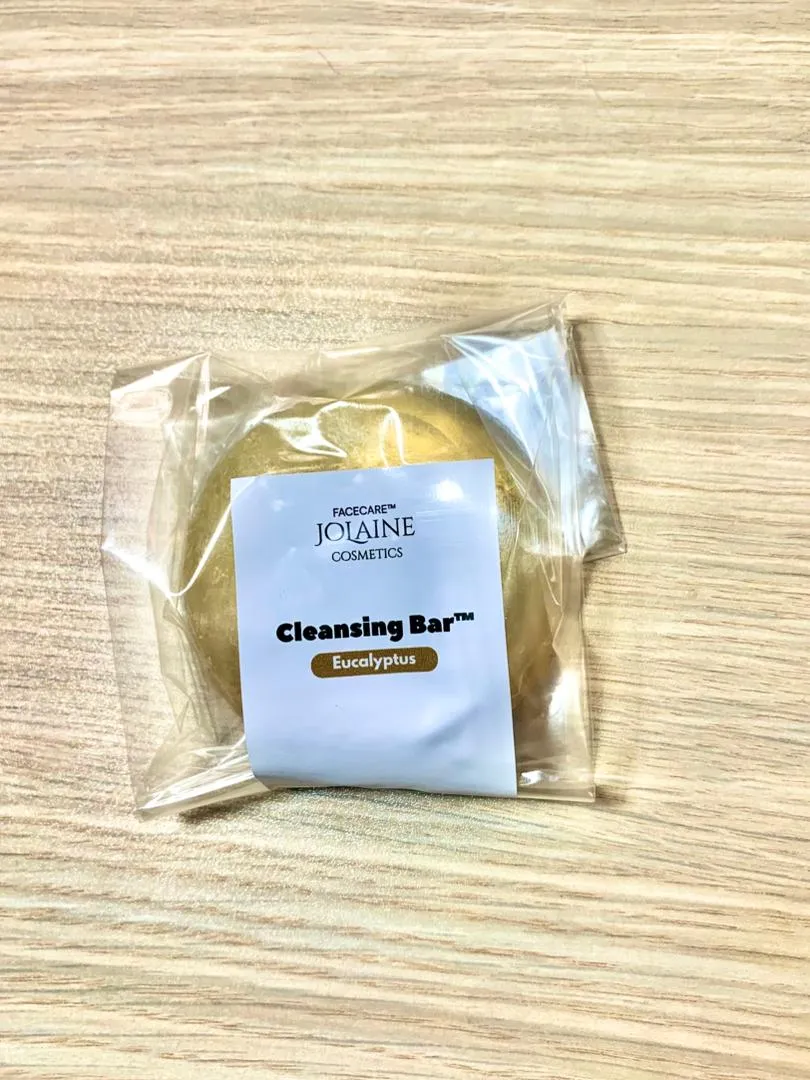 FACECARE™
JOLAINE
COSMETICS
Cleansing Bar™
Eucalyptus